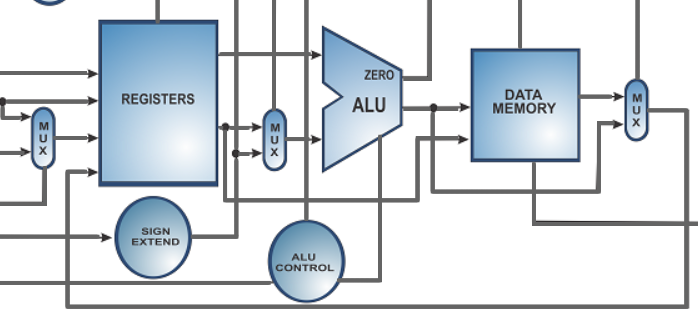 REGISTERS
M
U
X
SIGN
EXTEND
M
U
X
ZERO
ALU
ALU
CONTROL
DATA
MEMORY
M
U
X